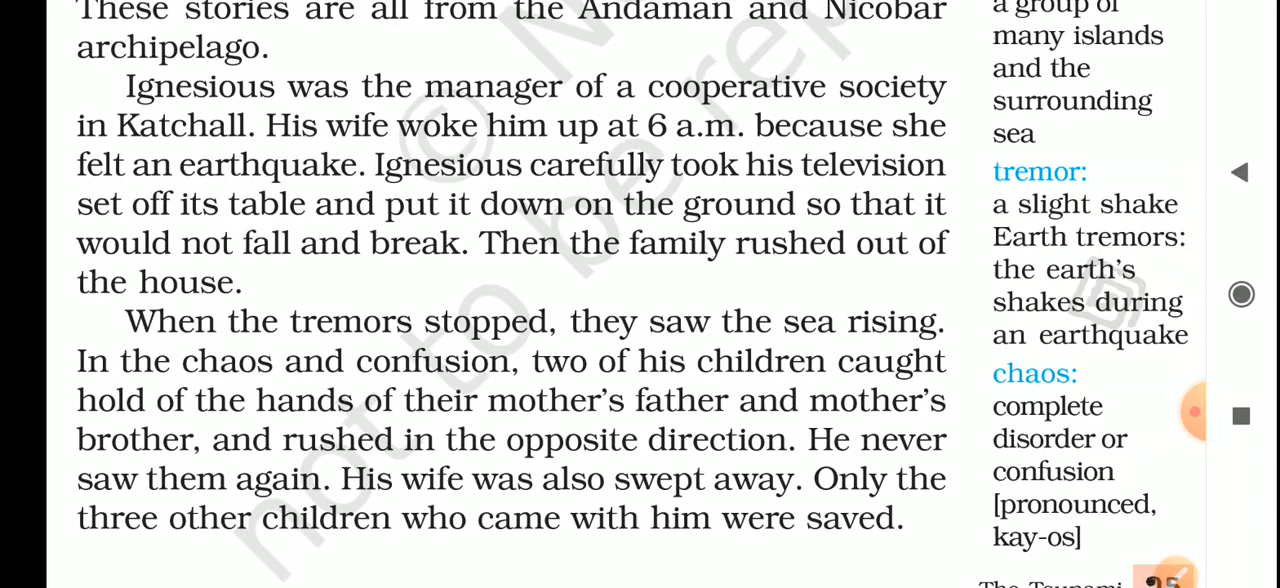 These stories are all from the Andaman and Nicobar
archipelago.
Ignesious was the manager of a cooperative society
in Katchall. His wife woke him up at 6 a.m. because she
felt an earthquake. Ignesious carefully took his television
set off its table and put it down on the ground so that it
would not fall and break. Then the family rushed out of
the house.
When the tremors stopped, they saw the sea rising.
In the chaos and confusion, two of his children caught
hold of the hands of their mother's father and mother's
brother, and rushed in the opposite direction. He never
saw them again. His wife was also swept away. Only the
three other children who came with him were saved.
a group of
many islands
and the
surrounding
sea
tremor:
a slight shake
Earth tremors:
the earth's
shakes during
an earthquake
chaos:
complete
disorder or
confusion
[pronounced,
kay-os]
The Tsunami
© N
not to be rep